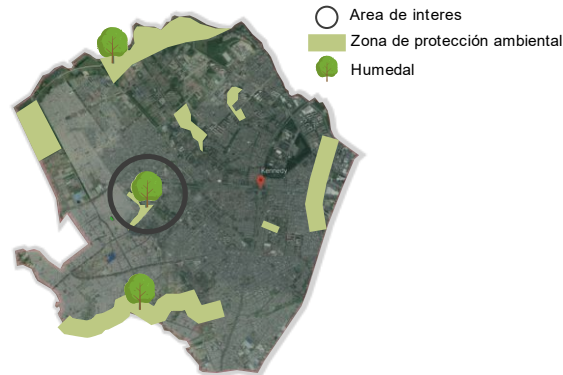 Area de interes
Zona de protección ambiental
Humedal
Kennedy